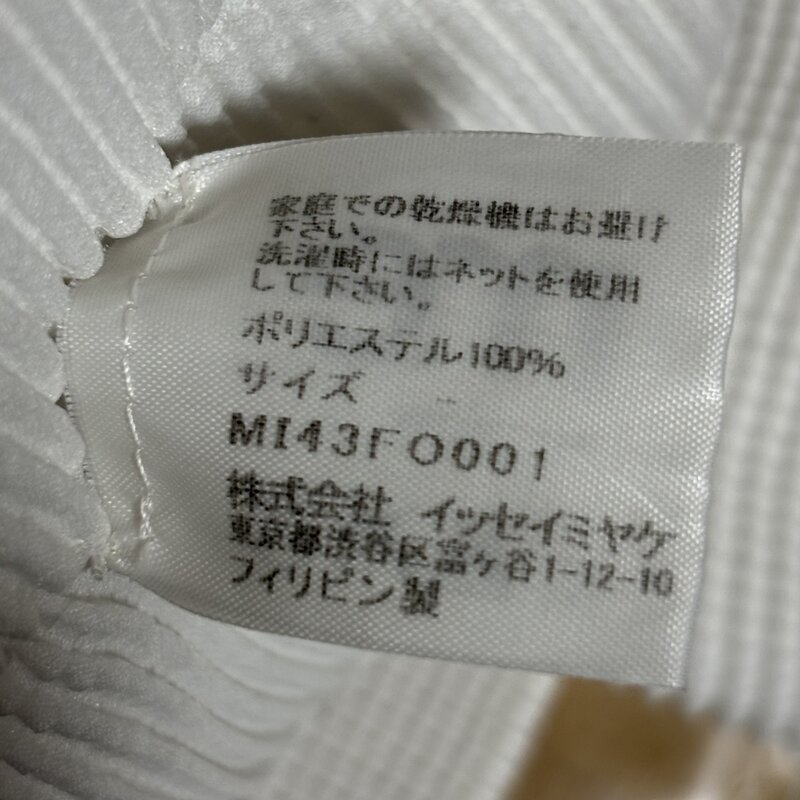 家庭での乾燥機はお避け
下さい。
洗濯時にはネットを使用
して下さい。
ポリエステル100%
サイズ -
MI43FO001
株式会社 イッセイミヤケ
東京都渋谷区富ヶ谷1-12-10
フィリピン製